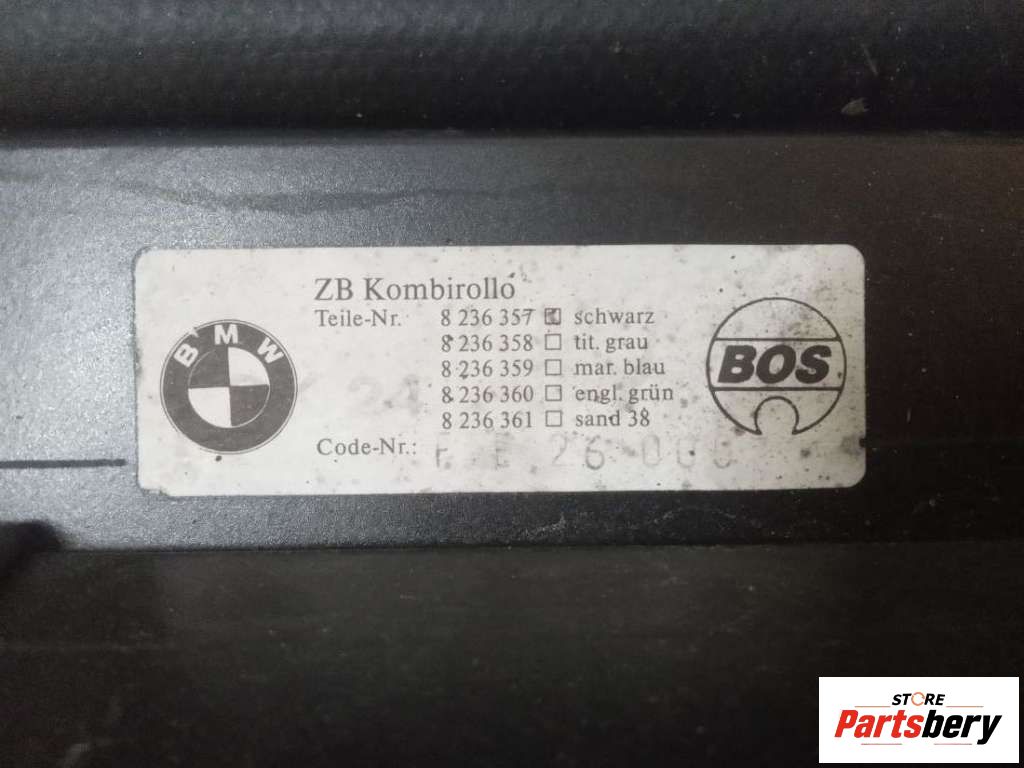 ZB Kombirollo
Teile-Nr. 8 236 357 schwarz
8 236 358 tit. grau
8 236 359 mar. blau
8 236 360 engl. grün
8 236 361 sand 38
Code-Nr.: 26
BMW
BOS
STORE
Partsbery